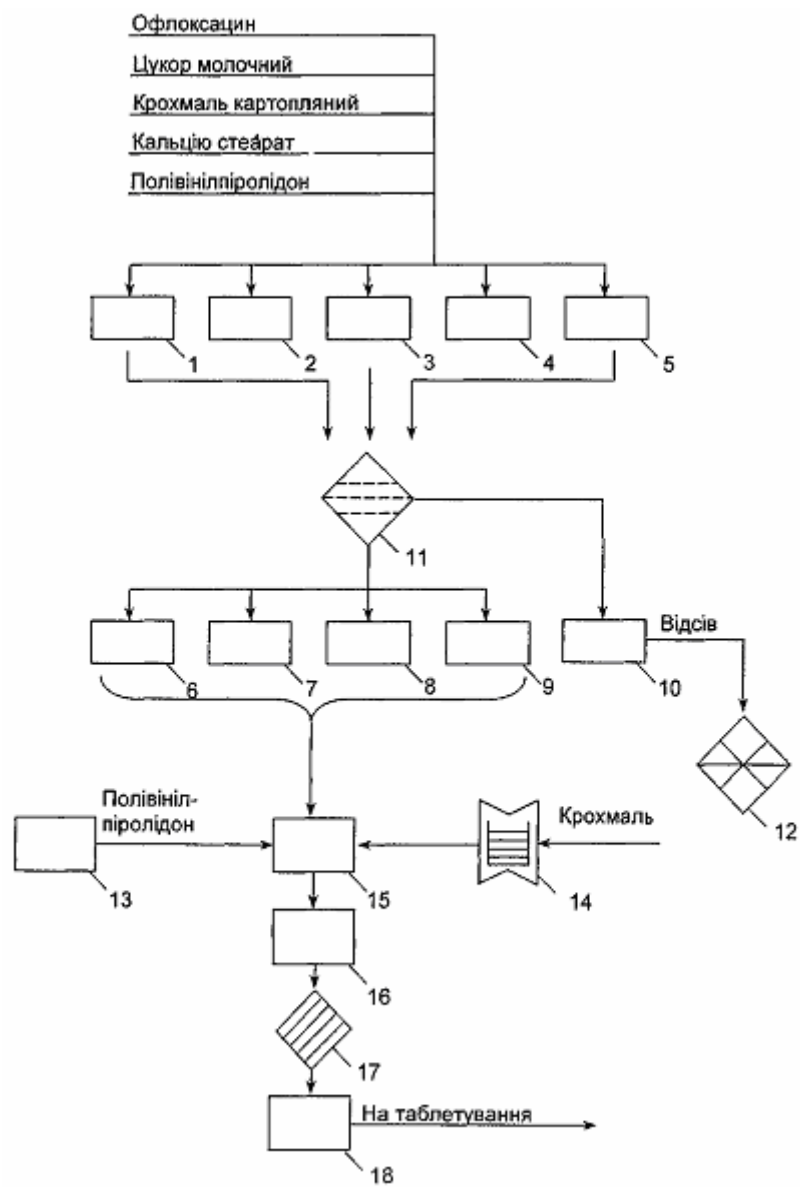 Офлоксацин
Цукор молочний
Крохмаль картопляний
Кальцію стеарат
Полівінілпіролідон
1
2
3
4
5
11
Відсів
6
7
8
9
10
12
Полівініл-
піролідон
Крохмаль
13
15
14
16
17
На таблетування
18